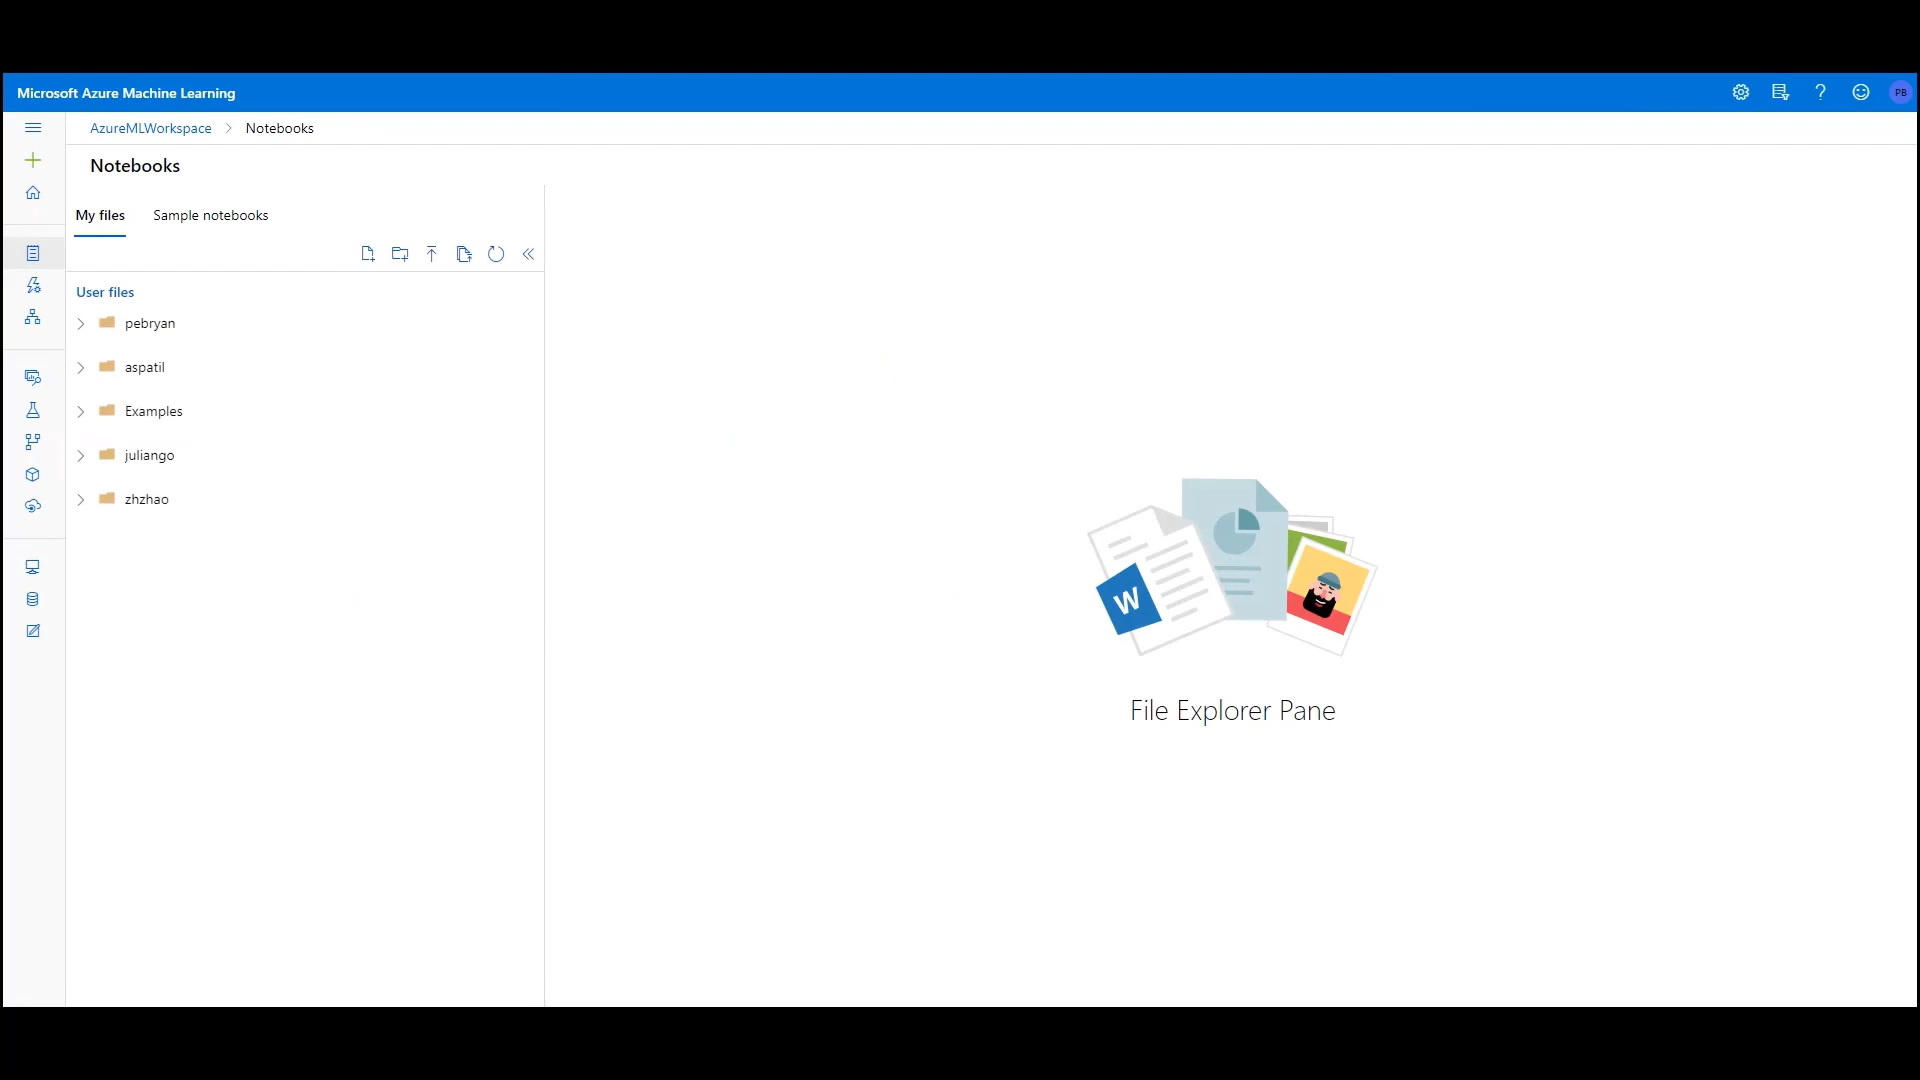 Microsoft Azure Machine Learning
PB
AzureMLWorkspace > Notebooks
Notebooks
My files Sample notebooks
User files
pebryan
aspatil
Examples
juliango
zhzhao
W
File Explorer Pane